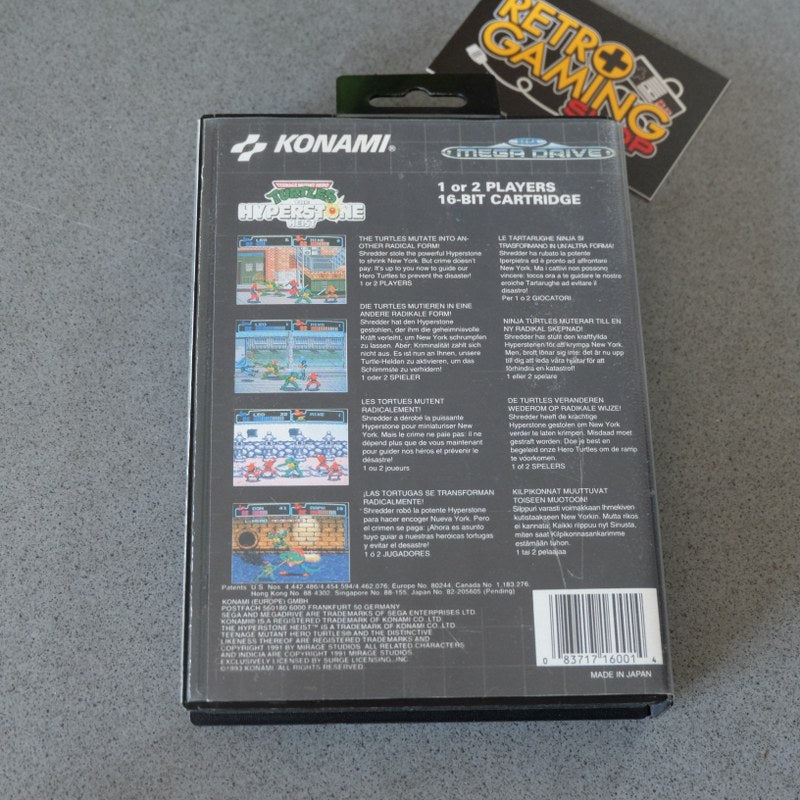 RETRO
GAMING
SHOP
KONAMI®
SEGA
MEGA DRIVE
TEENAGE MUTANT HERO
TURTLES
THE
HYPERSTONE
HEIST
1 or 2 PLAYERS
16-BIT CARTRIDGE
THE TURTLES MUTATE INTO AN-
OTHER RADICAL FORM!
Shredder stole the powerful Hyperstone
to shrink New York. But crime doesn't
pay. It's up to you now to guide our
Hero Turtles to prevent the disaster!
1 or 2 PLAYERS
DIE TURTLES MUTIEREN IN EINE
ANDERE RADIKALE FORM!
Shredder hat den Hyperstone
gestohlen, der ihm die geheimnisvolle
Kraft verleiht, um New York schrumpfen
zu lassen. Aber: Kriminalität zahlt sich
nicht aus. Es ist nun an Ihnen, unsere
Turtle-Helden zu aktivieren, um das
Schlimmste zu verhidern!
1 oder 2 SPIELER
LES TORTUES MUTENT
RADICALEMENT!
Shredder a dérobé la puissante
Hyperstone pour miniaturiser New
York. Mais le crime ne paie pas: il ne
dépend plus que de vous maintenant
pour guider nos héros et prévenir le
désastre!
1 ou 2 joueurs
¡LAS TORTUGAS SE TRANSFORMAN
RADICALMENTE!
Shredder robó la potente Hyperstone
para hacer encoger Nueva York. Pero
el crimen se paga: ¡Ahora es asunto
tuyo guiar a nuestras heróicas tortugas
y evitar el desastre!
1 ó 2 JUGADORES
LE TARTARUGHE NINJA SI
TRASFORMANO IN UN'ALTRA FORMA!
Shredder ha rubato la potente
Iperpietra ed è pronto ad affrontare
New York. Ma i cattivi non possono
vincere: tocca ora a te guidare le nostre
eroiche Tartarughe ad evitare il
disastro!
Per 1 o 2 GIOCATORI
NINJA TURTLES MUTERAR TILL EN
NY RADIKAL SKEPNAD!
Shredder har stulit den kraftfyllda
Hyperstenen för att krympa New York.
Men, brott lönar sig inte: det är nu upp
till dig att leda våra hjältar för att
förhindra en katastrof!
1 eller 2 spelare
DE TURTLES VERANDEREN
WEDEROM OP RADIKALE WIJZE!
Shredder heeft de krachtige
Hyperstone gestolen om New York
verder te laten krimpen. Misdaad moet
gestraft worden. Doe je best en
begeleid onze Hero Turtles om de ramp
te voorkomen.
1 of 2 SPELERS
KILPIKONNAT MUUTTUVAT
TOISEEN MUOTOON!
Silppuri varasti voimakkaan Ihmekiven
kutistaakseen New Yorkin. Mutta rikos
ei kannata; Kaikki riippuu nyt Sinusta,
miten saat Kilpikonnasankarimme
estämään tuhon.
1 tai 2 pelaajaa
Patents: U.S. Nos. 4,442,486/4,454,594/4,462,076; Europe No. 80244; Canada No. 1,183,276;
Hong Kong No. 88-4302; Singapore No. 88-155; Japan No. 82-205605 (Pending)
KONAMI (EUROPE) GMBH
POSTFACH 560180 6000 FRANKFURT 50 GERMANY
SEGA AND MEGADRIVE ARE TRADEMARKS OF SEGA ENTERPRISES LTD.
KONAMI® IS A REGISTERED TRADEMARK OF KONAMI CO. LTD.
THE HYPERSTONE HEIST™ IS A TRADEMARK OF KONAMI CO. LTD.
TEENAGE MUTANT HERO TURTLES® AND THE DISTINCTIVE
LIKENESS THEREOF ARE REGISTERED TRADEMARKS AND
COPYRIGHT 1991 BY MIRAGE STUDIOS. ALL RELATED CHARACTERS
AND INDICIA ARE COPYRIGHT 1991 MIRAGE STUDIOS.
EXCLUSIVELY LICENSED BY SURGE LICENSING, INC.
©1993 KONAMI. ALL RIGHTS RESERVED.
0 83717 16001 4
MADE IN JAPAN